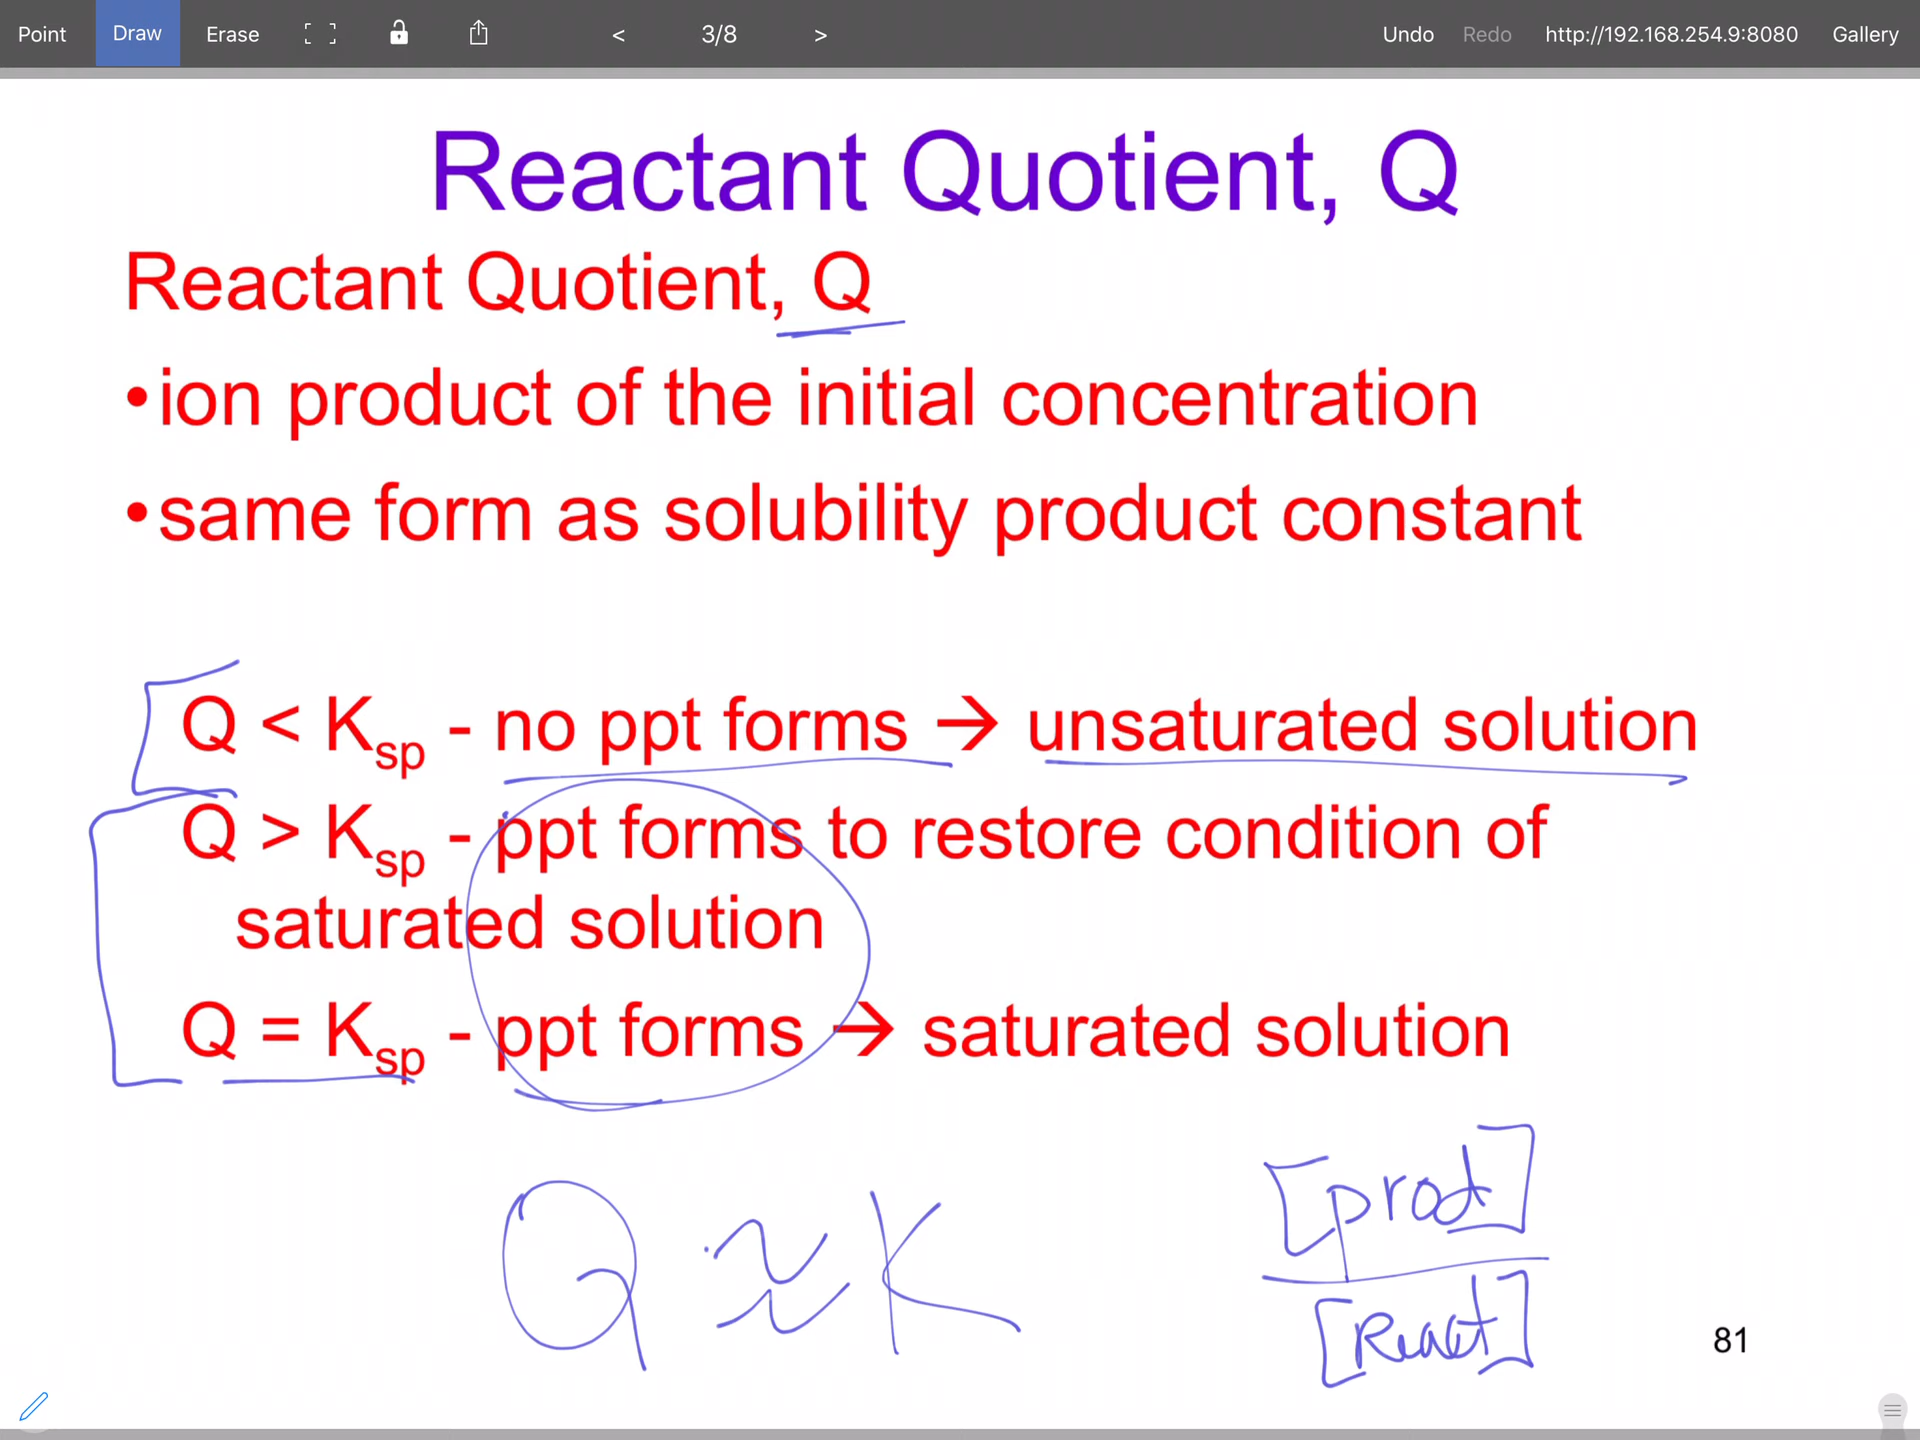 Point Draw Erase < 3/8 > Undo Redo http://192.168.254.9:8080 Gallery
Reactant Quotient, Q
Reactant Quotient, Q
•ion product of the initial concentration
•same form as solubility product constant
Q < Ksp - no ppt forms → unsaturated solution
Q > Ksp - ppt forms to restore condition of
saturated solution
Q = Ksp - ppt forms → saturated solution
Q ≈ K
[prod]
[React]
81